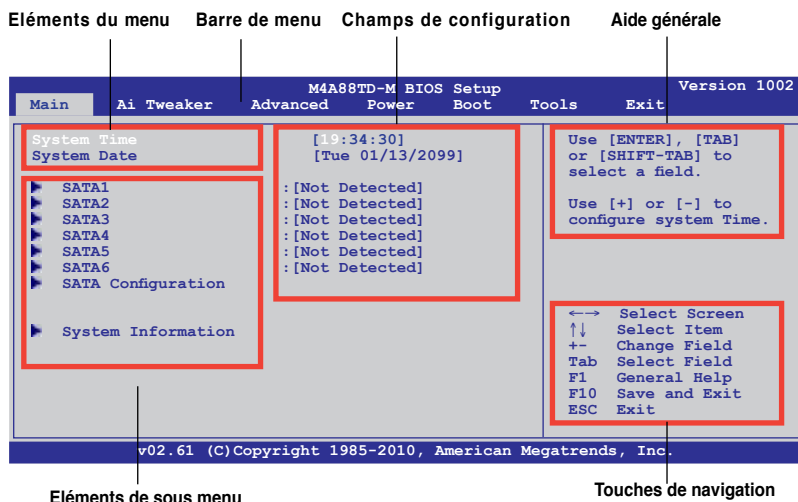 Eléments du menu Barre de menu Champs de configuration Aide générale
M4A88TD-M BIOS Setup Version 1002
Main Ai Tweaker Advanced Power Boot Tools Exit
System Time [19:34:30]
System Date [Tue 01/13/2099]
SATA1 :[Not Detected]
SATA2 :[Not Detected]
SATA3 :[Not Detected]
SATA4 :[Not Detected]
SATA5 :[Not Detected]
SATA6 :[Not Detected]
SATA Configuration
System Information
Use [ENTER], [TAB]
or [SHIFT-TAB] to
select a field.
Use [+] or [-] to
configure system Time.
←→ Select Screen
↑↓ Select Item
+- Change Field
Tab Select Field
F1 General Help
F10 Save and Exit
ESC Exit
v02.61 (C)Copyright 1985-2010, American Megatrends, Inc.
Eléments de sous menu Touches de navigation